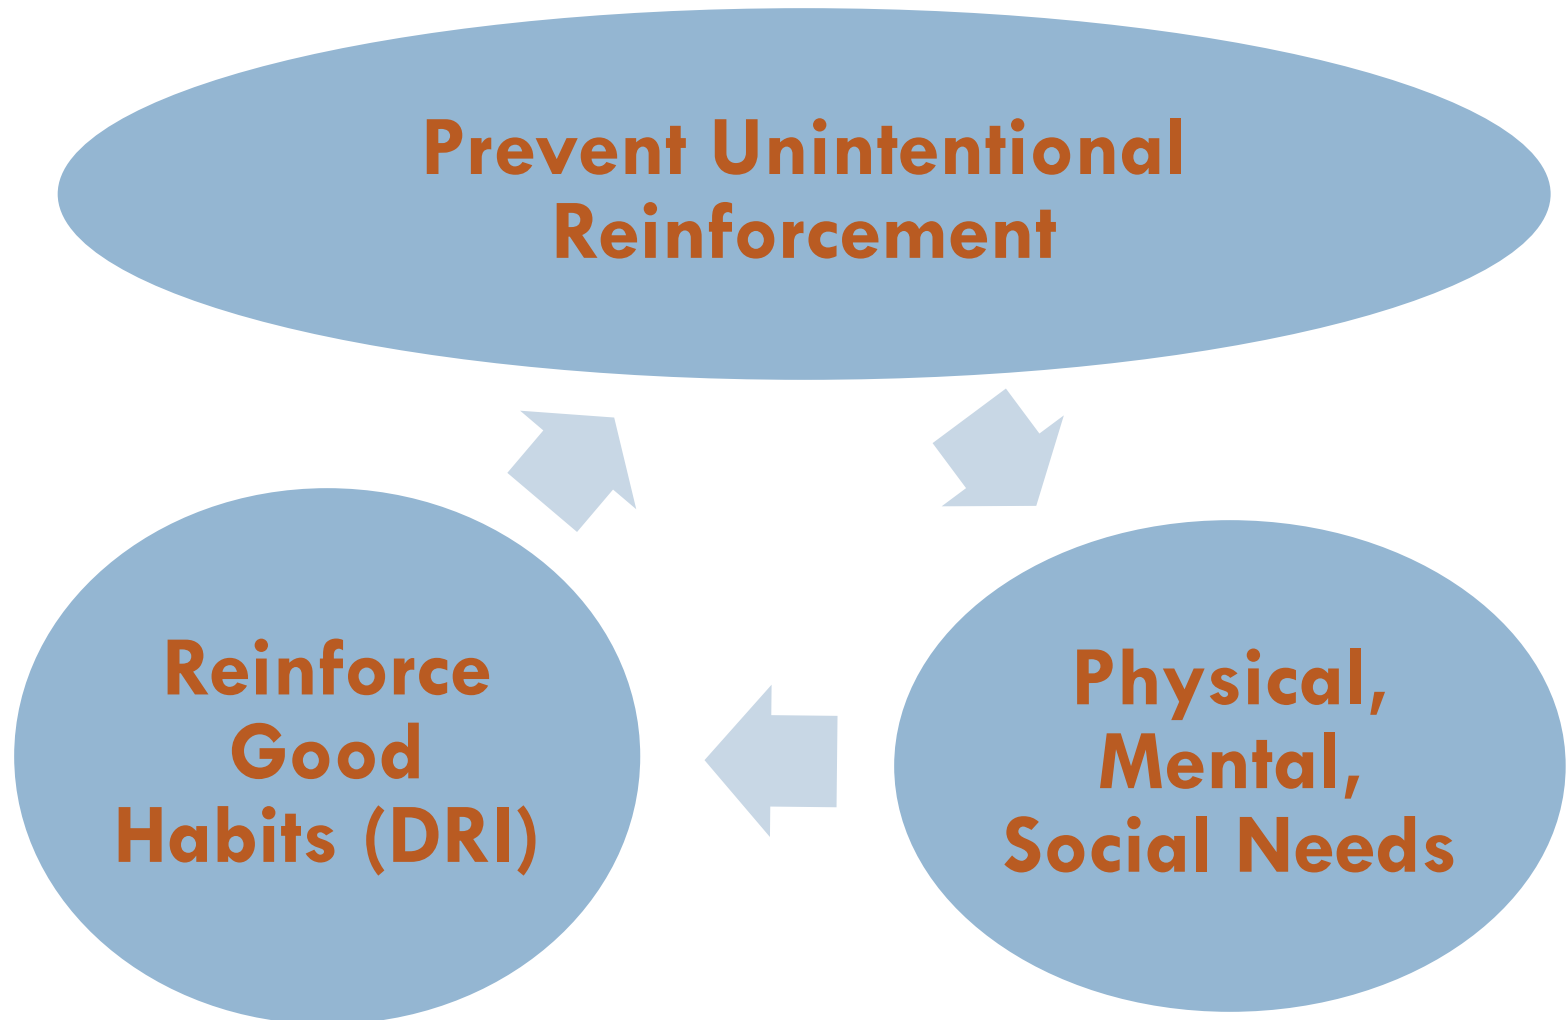 Prevent Unintentional
Reinforcement
Physical,
Mental,
Social Needs
Reinforce
Good
Habits (DRI)